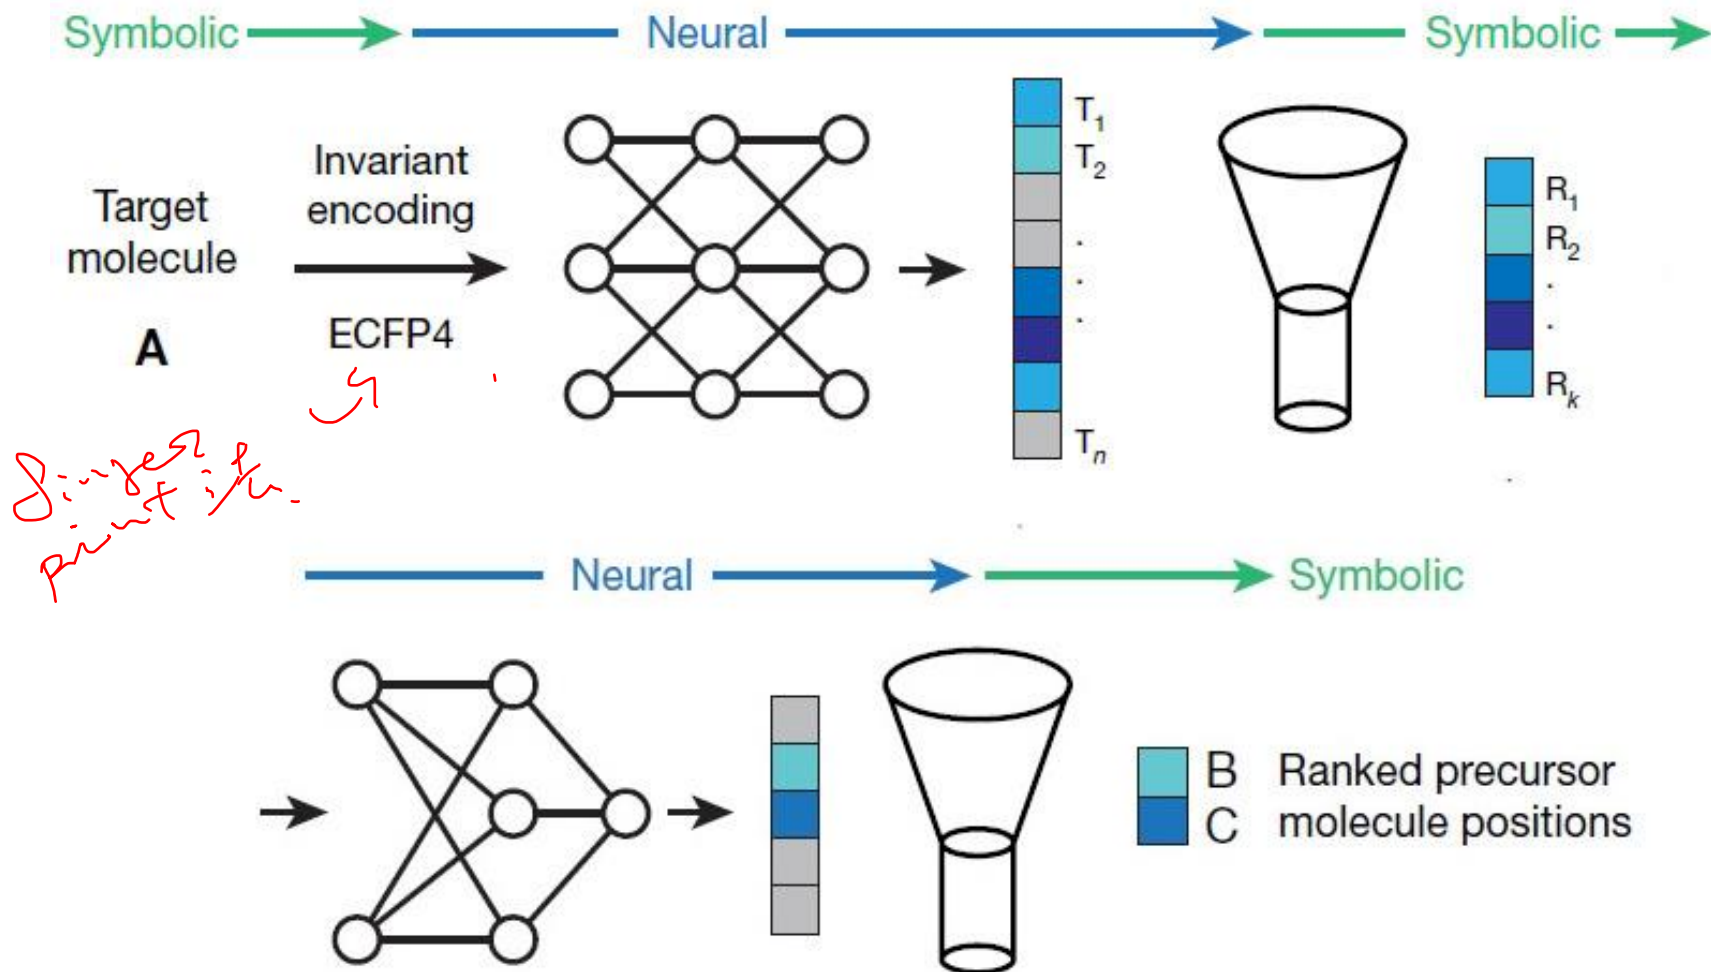 Symbolic Neural Symbolic
Target
molecule
A
Invariant
encoding
ECFP4
T1
T2
.
.
.
Tn
R1
R2
.
.
Rk
Finger
print
Neural Symbolic
B Ranked precursor
C molecule positions